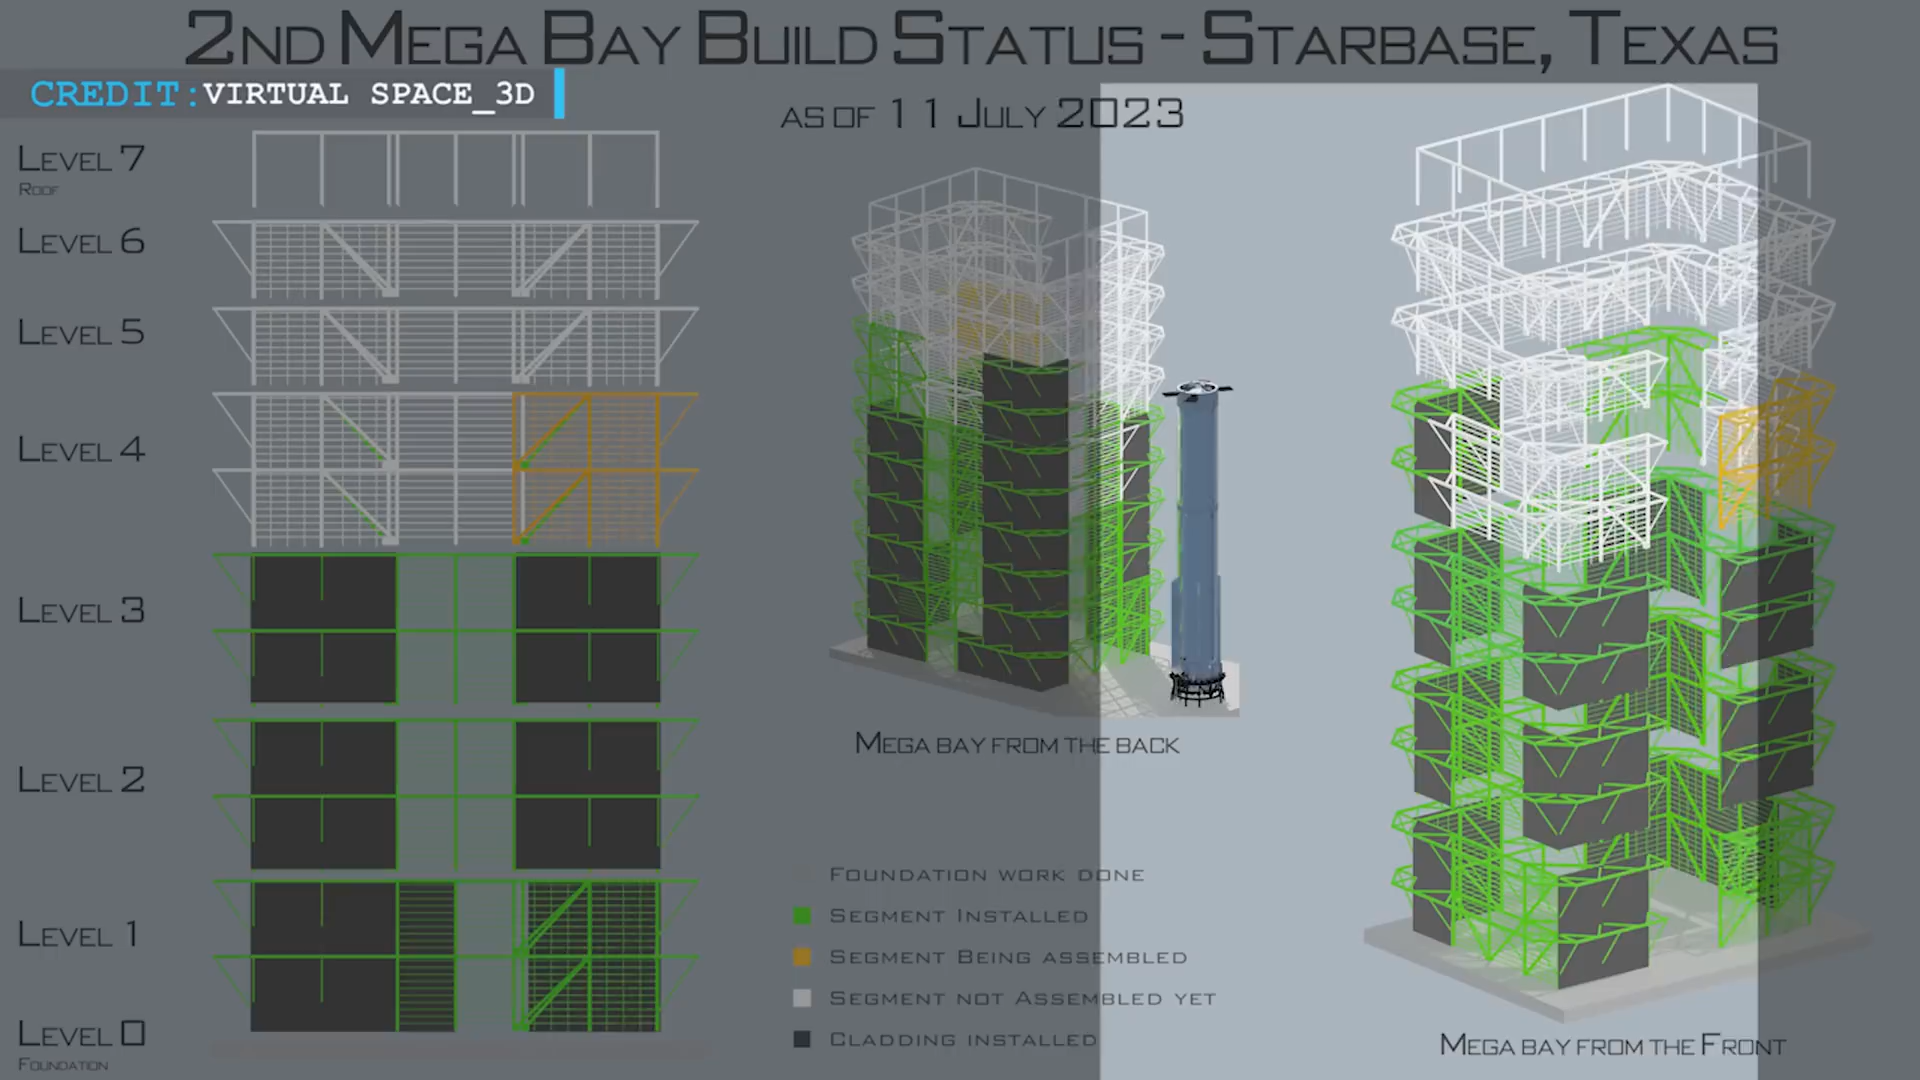 2nd Mega Bay Build Status - Starbase, Texas
CREDIT:VIRTUAL SPACE_3D
as of 11 July 2023
Level 7
Roof
Level 6
Level 5
Level 4
Level 3
Level 2
Level 1
Level 0
Foundation
Mega bay from the back
Foundation work done
Segment Installed
Segment Being assembled
Segment not Assembled yet
Cladding installed
Mega bay from the Front